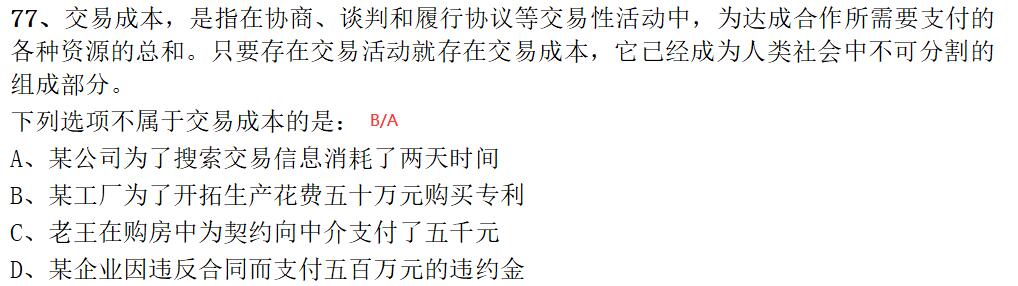 77、交易成本，是指在协商、谈判和履行协议等交易性活动中，为达成合作所需要支付的
各种资源的总和。只要存在交易活动就存在交易成本，它已经成为人类社会中不可分割的
组成部分。
下列选项不属于交易成本的是： B/A
A、某公司为了搜索交易信息消耗了两天时间
B、某工厂为了开拓生产花费五十万元购买专利
C、老王在购房中为契约向中介支付了五千元
D、某企业因违反合同而支付五百万元的违约金